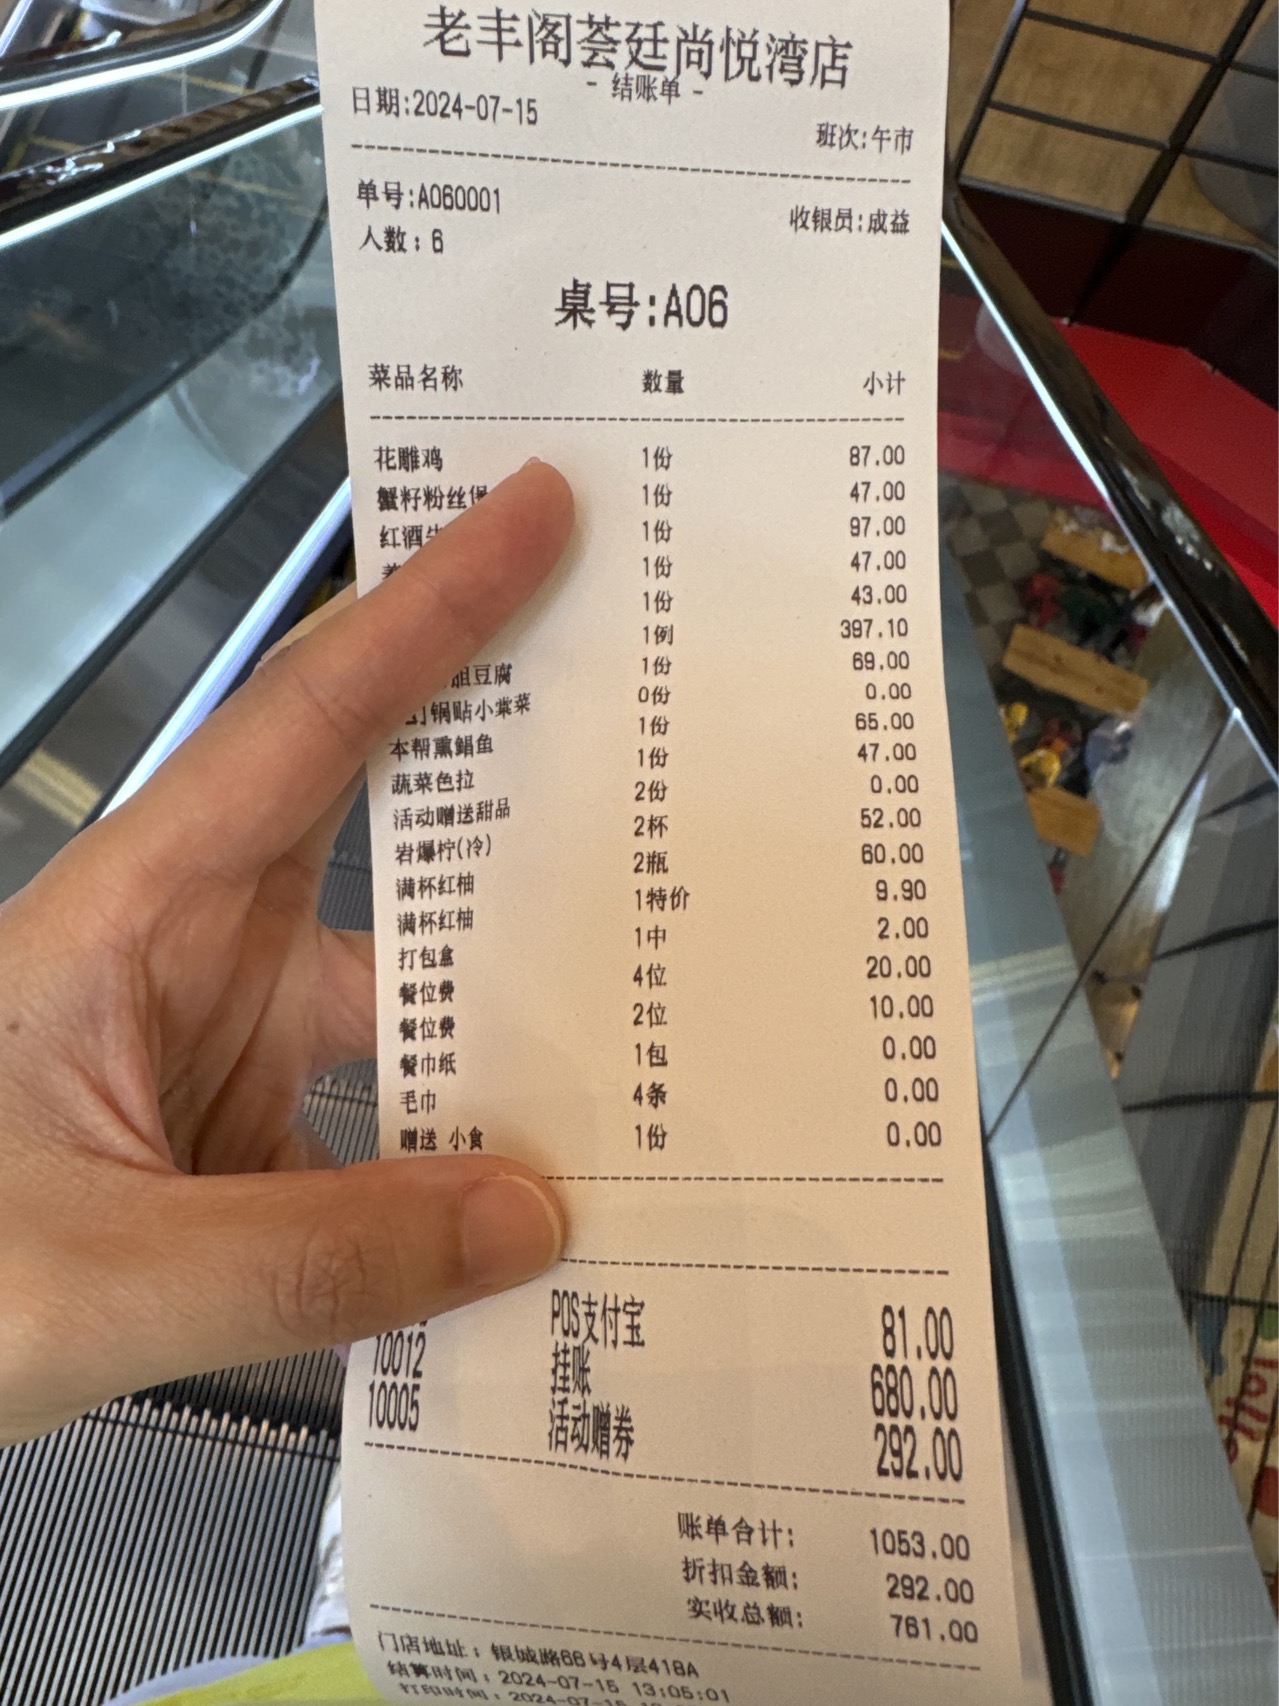 老丰阁荟廷尚悦湾店
- 结账单 -
日期:2024-07-15
班次:午市
单号:A060001
收银员:成益
人数:6
桌号:A06
菜品名称 数量 小计
花雕鸡 1份 87.00
蟹籽粉丝煲 1份 47.00
红酒 1份 97.00
1份 47.00
1份 43.00
1例 397.10
豆腐 1份 69.00
锅贴小棠菜 0份 0.00
本帮熏鲳鱼 1份 65.00
蔬菜色拉 1份 47.00
活动赠送甜品 2份 0.00
岩爆柠(冷) 2杯 52.00
满杯红柚 2瓶 60.00
满杯红柚 1特价 9.90
打包盒 1中 2.00
餐位费 4位 20.00
餐位费 2位 10.00
餐巾纸 1包 0.00
毛巾 4条 0.00
赠送 小食 1份 0.00
POS支付宝 81.00
10012 挂账 680.00
10005 活动赠券 292.00
账单合计: 1053.00
折扣金额: 292.00
实收总额: 761.00
门店地址:银城路66号4层418A
结算时间:2024-07-15 13:05:01
打印时间:2024-07-15